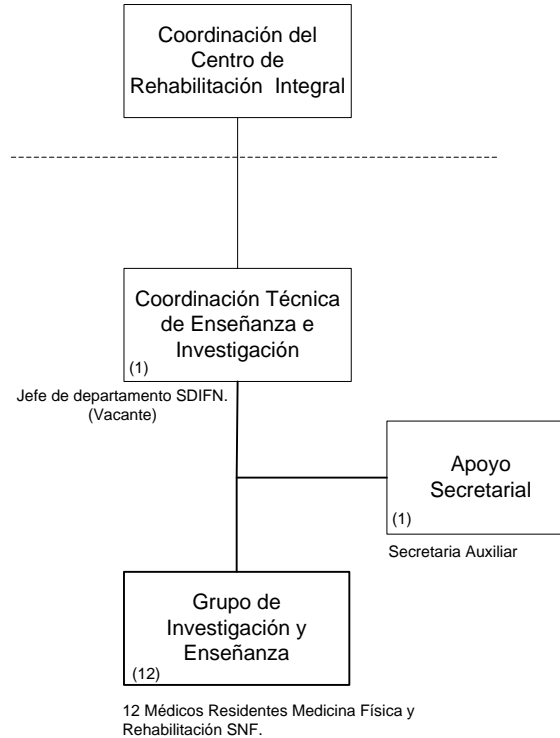 Coordinación del
Centro de
Rehabilitación Integral
Coordinación Técnica
de Enseñanza e
Investigación
(1)
Jefe de departamento SDIFN.
(Vacante)
Apoyo
Secretarial
(1)
Secretaria Auxiliar
Grupo de
Investigación y
Enseñanza
(12)
12 Médicos Residentes Medicina Física y
Rehabilitación SNF.